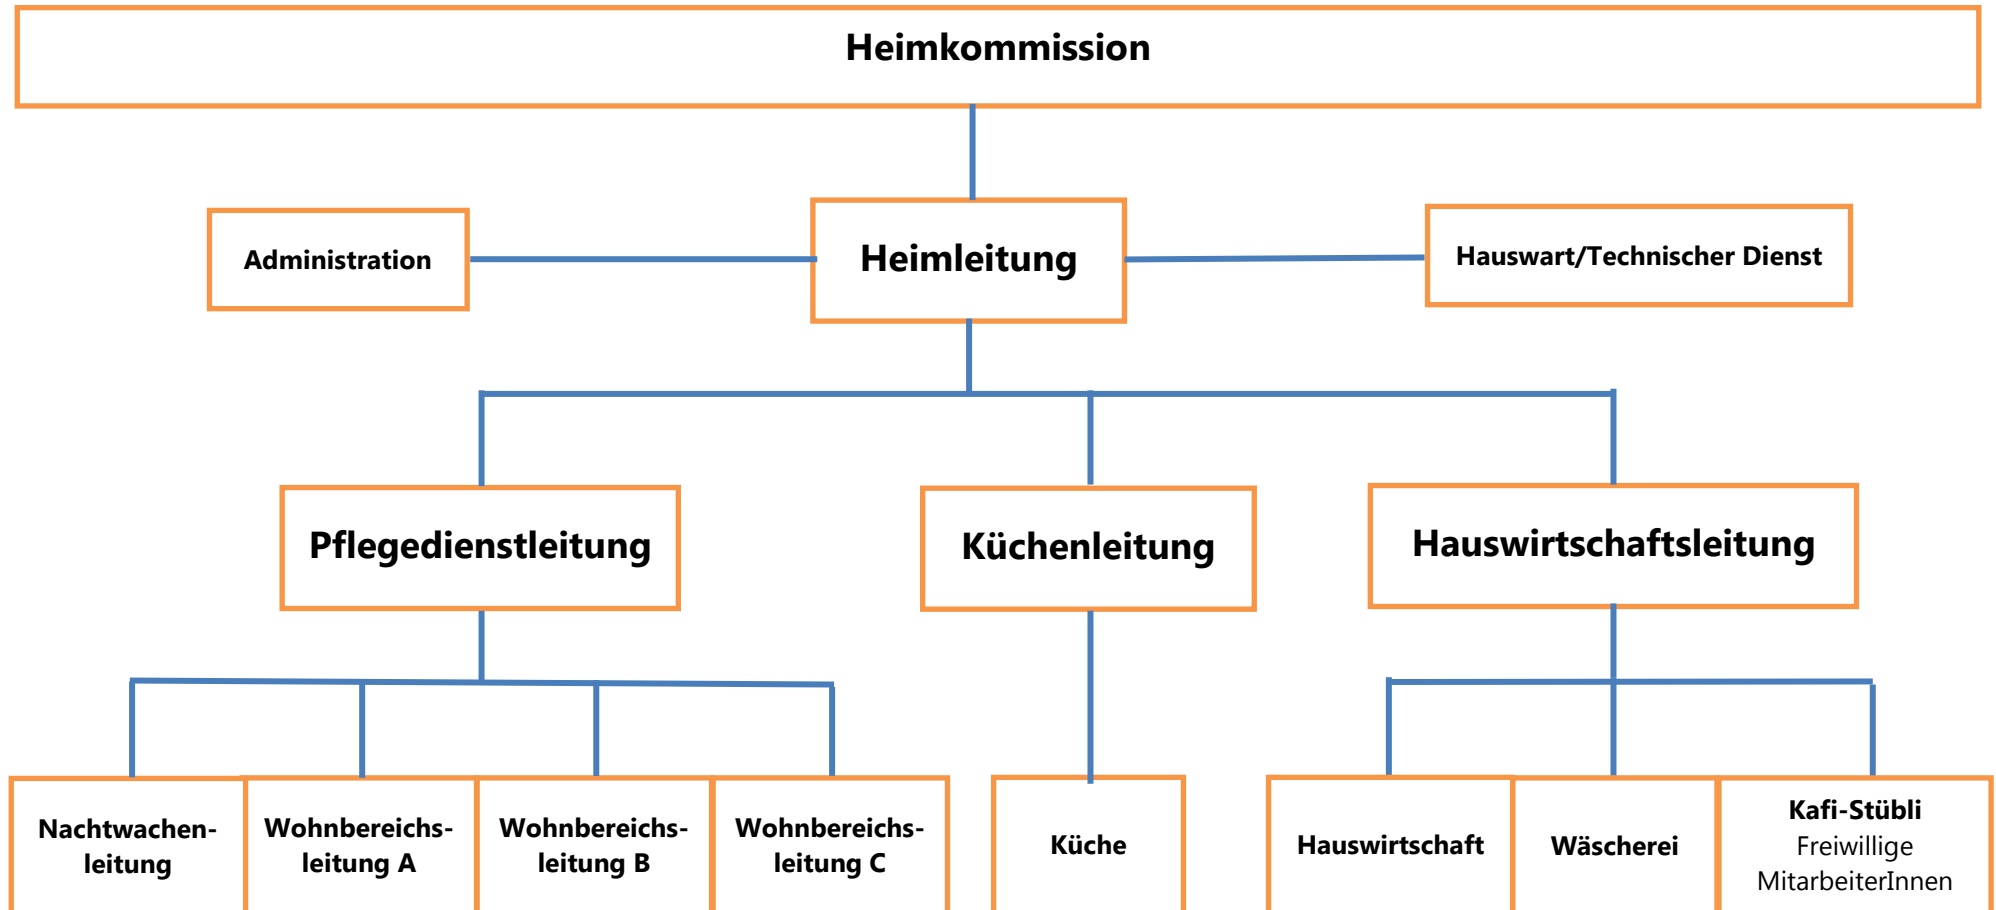 Heimkommission
Administration
Heimleitung
Hauswart/Technischer Dienst
Pflegedienstleitung
Küchenleitung
Hauswirtschaftsleitung
Nachtwachen-
leitung
Wohnbereichs-
leitung A
Wohnbereichs-
leitung B
Wohnbereichs-
leitung C
Küche
Hauswirtschaft
Wäscherei
Kafi-Stübli
Freiwillige
MitarbeiterInnen